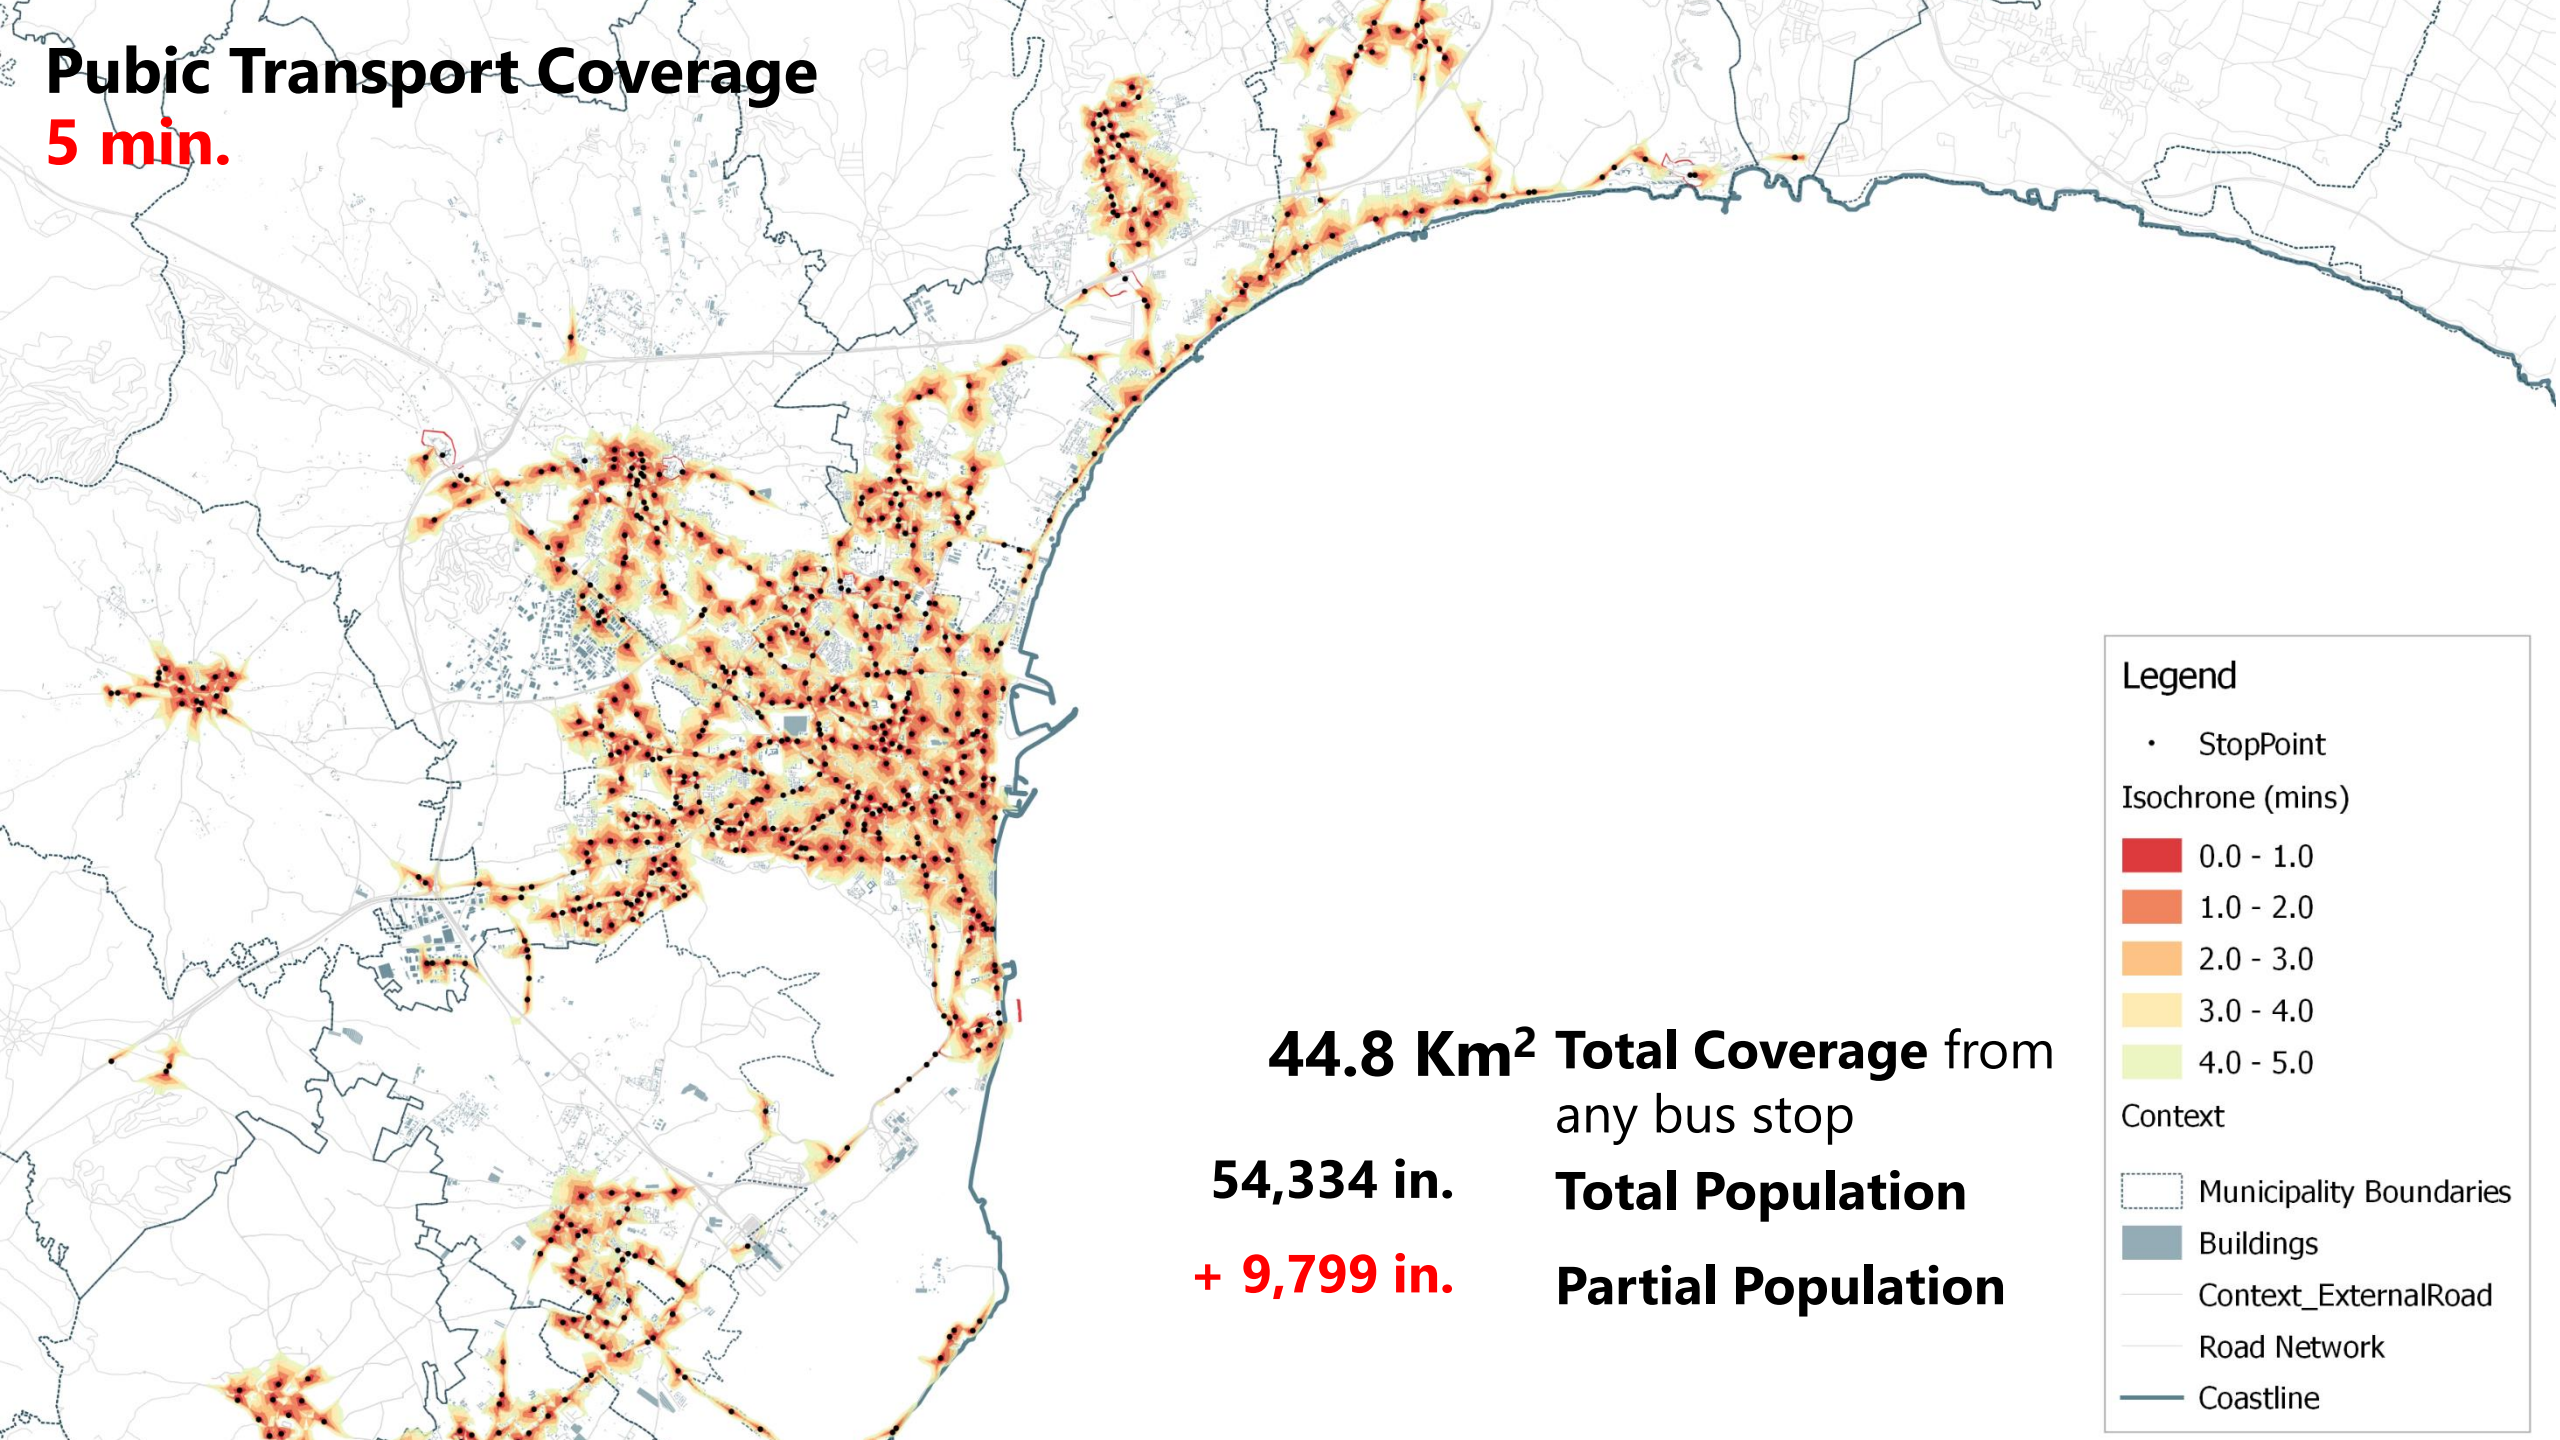 Pubic Transport Coverage
5 min.
44.8 Km² Total Coverage from
any bus stop
54,334 in. Total Population
+ 9,799 in. Partial Population
Legend
StopPoint
Isochrone (mins)
0.0 - 1.0
1.0 - 2.0
2.0 - 3.0
3.0 - 4.0
4.0 - 5.0
Context
Municipality Boundaries
Buildings
Context_ExternalRoad
Road Network
Coastline